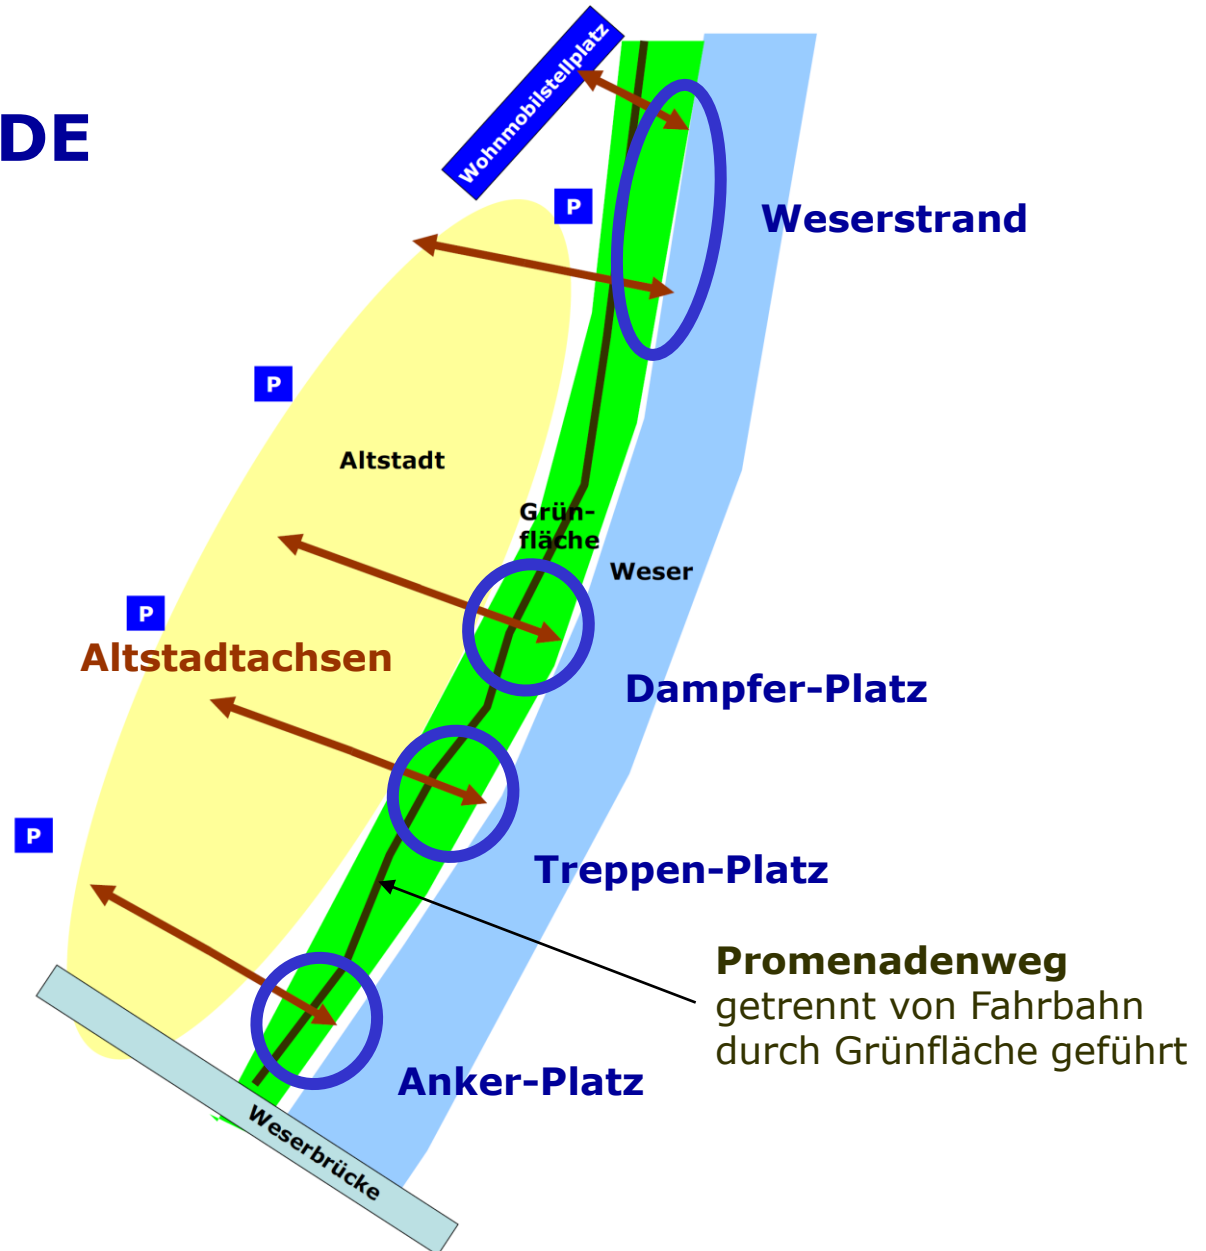 Wohnmobilstellplatz
DE
P
Weserstrand
P
Altstadt
Grün-
fläche
Weser
P
Altstadtachsen
Dampfer-Platz
P
Treppen-Platz
Promenadenweg
getrennt von Fahrbahn
durch Grünfläche geführt
Anker-Platz
Weserbrücke